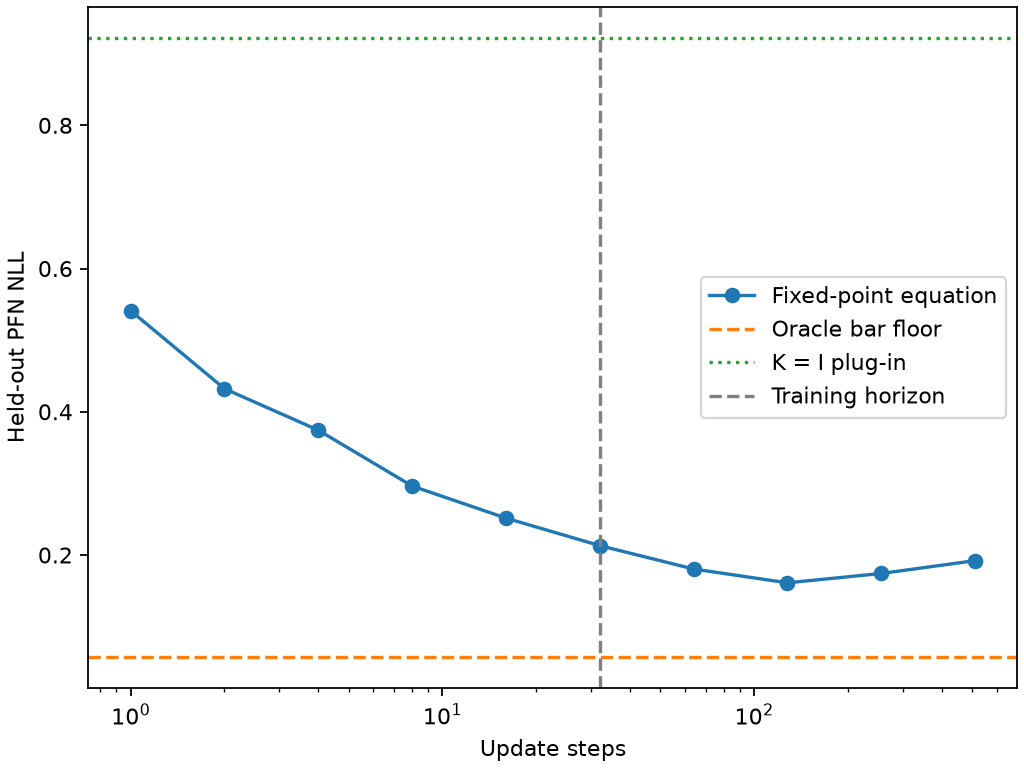 0.8
0.6
0.4
0.2
Held-out PFN NLL
Fixed-point equation
Oracle bar floor
K = I plug-in
Training horizon
10⁰
10¹
10²
Update steps